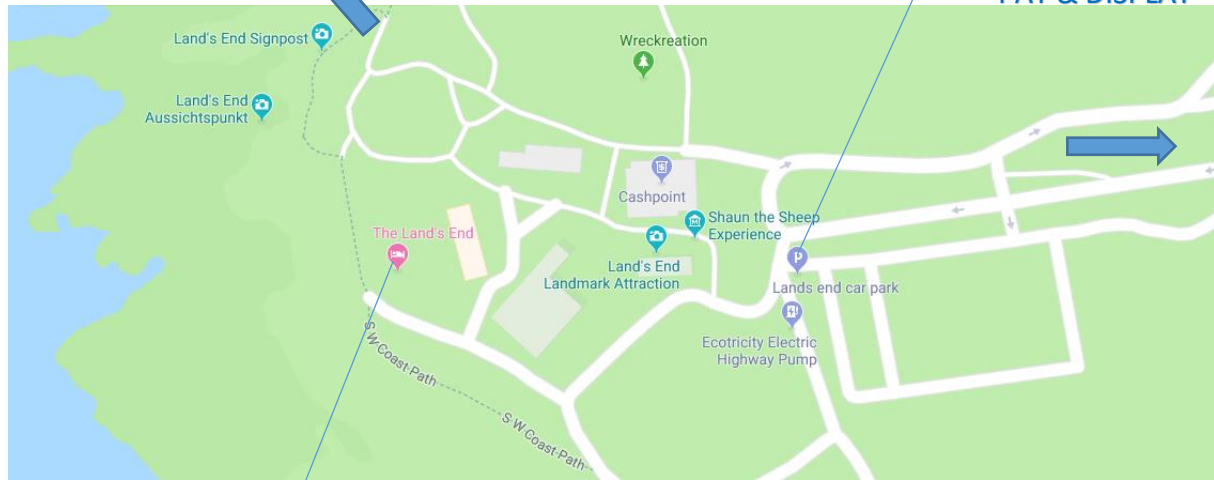 PAY & DISPLAY
Land's End Signpost
Wreckreation
Land's End
Aussichtspunkt
Cashpoint
Shaun the Sheep
Experience
The Land's End
Land's End
Landmark Attraction
Lands end car park
Ecotricity Electric
Highway Pump
S W Coast Path
S W Coast Path